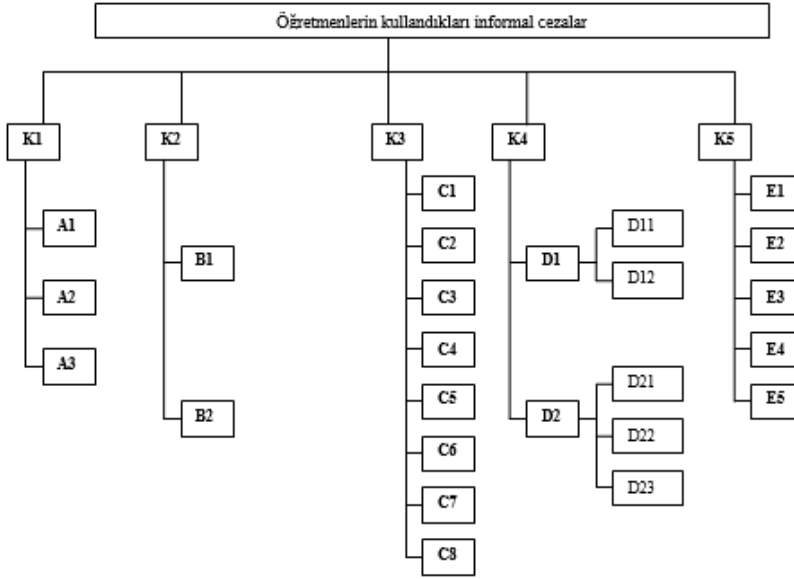 Öğretmenlerin kullandıkları informal cezalar
K1
K2
K3
K4
K5
A1
A2
A3
B1
B2
C1
C2
C3
C4
C5
C6
C7
C8
D1
D11
D12
D2
D21
D22
D23
E1
E2
E3
E4
E5